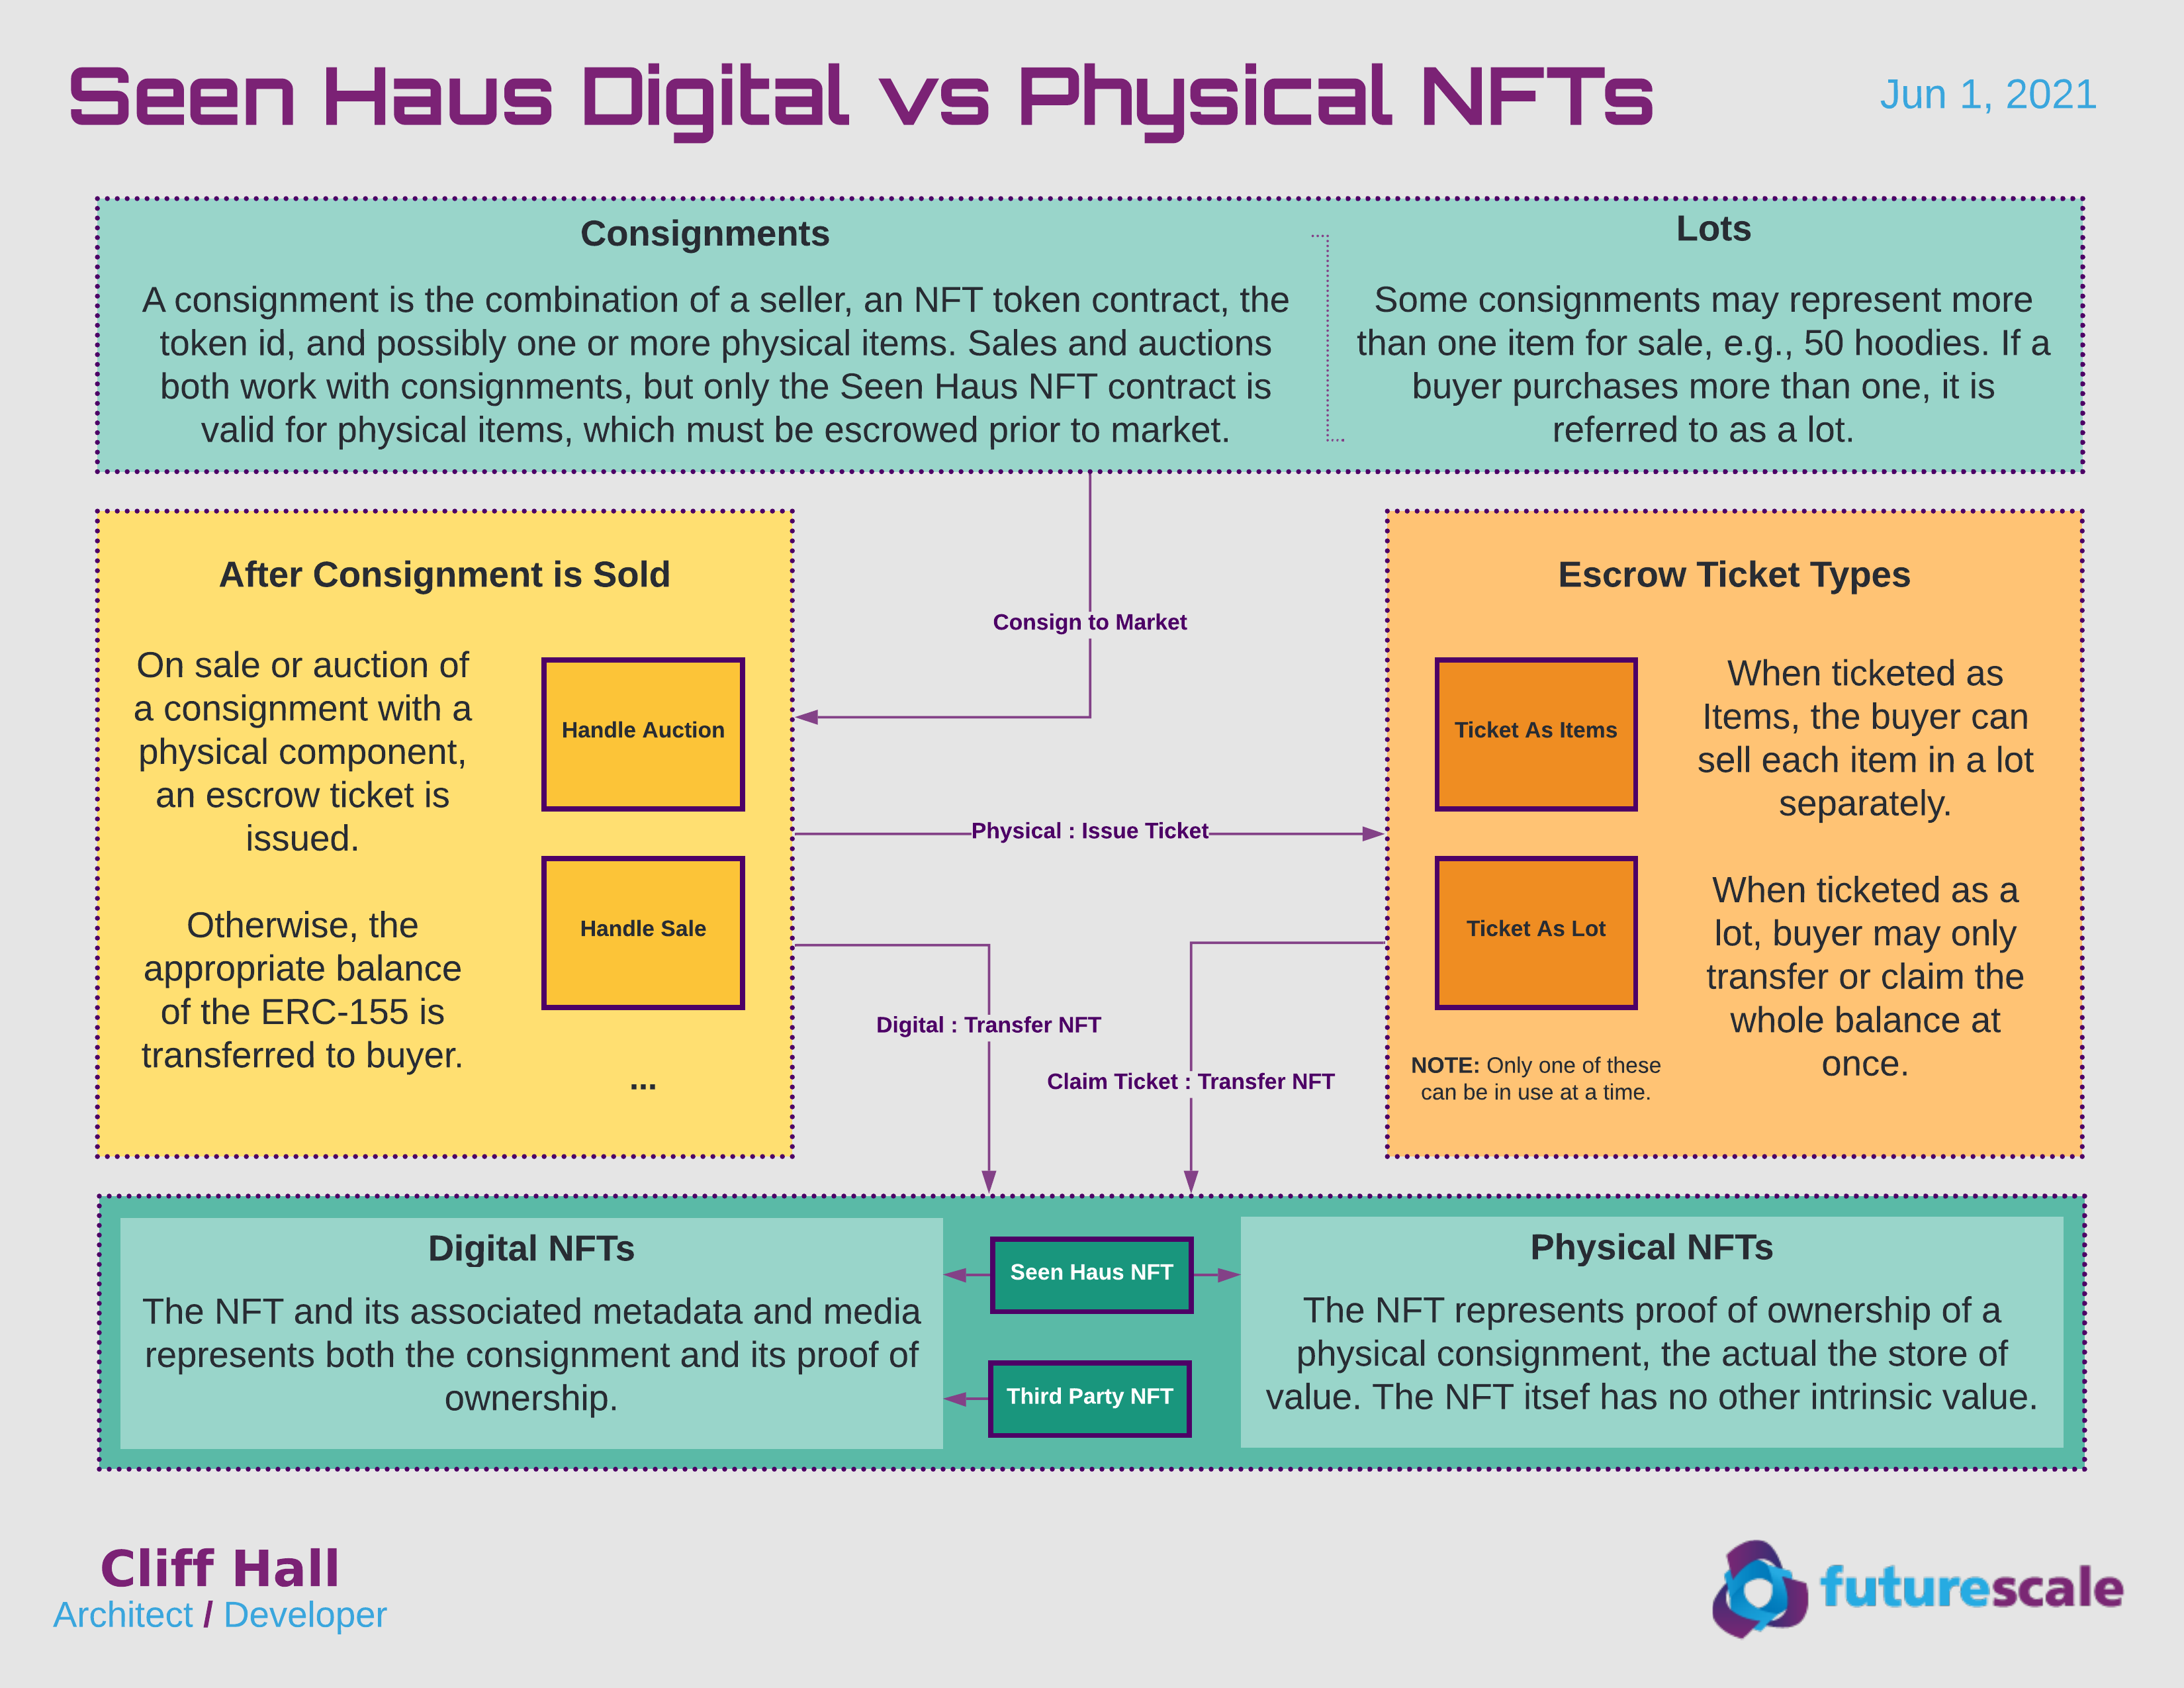 Seen Haus Digital vs Physical NFTs
Jun 1, 2021
Consignments
A consignment is the combination of a seller, an NFT token contract, the
token id, and possibly one or more physical items. Sales and auctions
both work with consignments, but only the Seen Haus NFT contract is
valid for physical items, which must be escrowed prior to market.
Lots
Some consignments may represent more
than one item for sale, e.g., 50 hoodies. If a
buyer purchases more than one, it is
referred to as a lot.
Consign to Market
After Consignment is Sold
On sale or auction of
a consignment with a
physical component,
an escrow ticket is
issued.
Otherwise, the
appropriate balance
of the ERC-155 is
transferred to buyer.
Handle Auction
Handle Sale
...
Physical : Issue Ticket
Digital : Transfer NFT
Claim Ticket : Transfer NFT
Escrow Ticket Types
Ticket As Items
Ticket As Lot
NOTE: Only one of these
can be in use at a time.
When ticketed as
Items, the buyer can
sell each item in a lot
separately.
When ticketed as a
lot, buyer may only
transfer or claim the
whole balance at
once.
Digital NFTs
The NFT and its associated metadata and media
represents both the consignment and its proof of
ownership.
Seen Haus NFT
Third Party NFT
Physical NFTs
The NFT represents proof of ownership of a
physical consignment, the actual the store of
value. The NFT itsef has no other intrinsic value.
Cliff Hall
Architect / Developer
futurescale